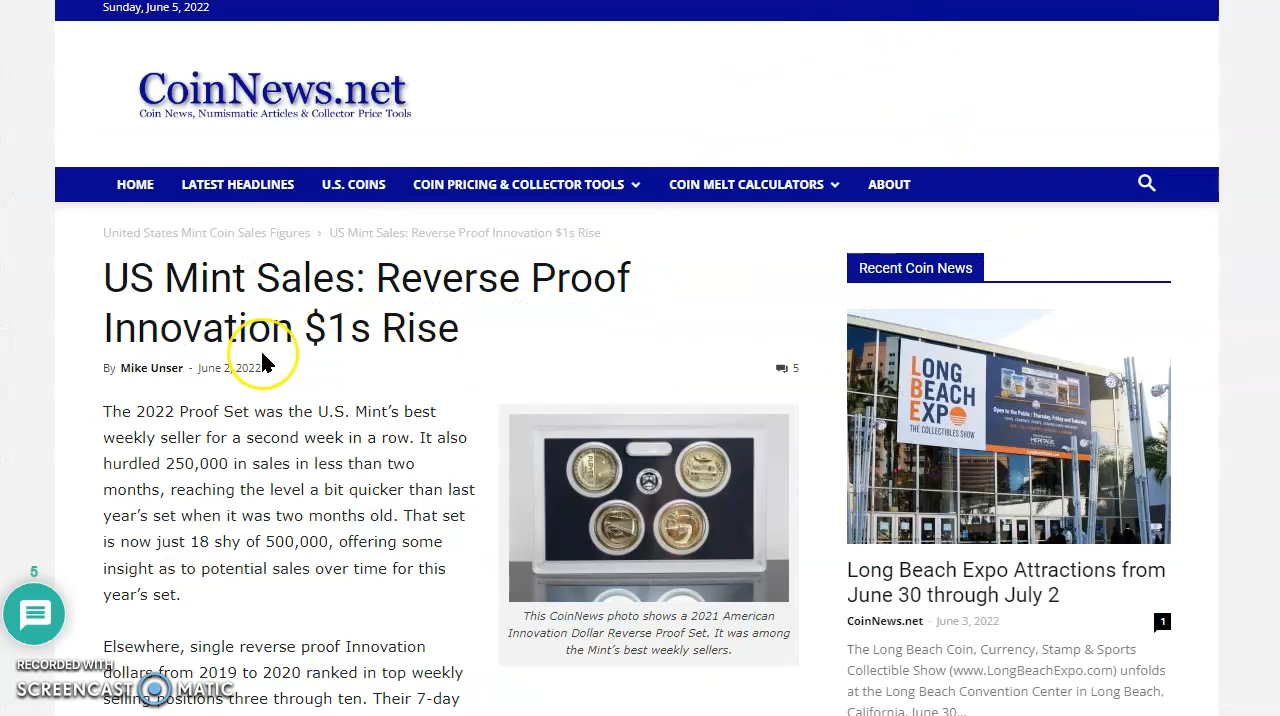 Sunday, June 5, 2022
CoinNews.net
Coin News, Numismatic Articles & Collector Price Tools
HOME
LATEST HEADLINES
U.S. COINS
COIN PRICING & COLLECTOR TOOLS
COIN MELT CALCULATORS
ABOUT
United States Mint Coin Sales Figures › US Mint Sales: Reverse Proof Innovation $1s Rise
US Mint Sales: Reverse Proof
Innovation $1s Rise
By Mike Unser - June 2, 2022
5
The 2022 Proof Set was the U.S. Mint’s best
weekly seller for a second week in a row. It also
hurdled 250,000 in sales in less than two
months, reaching the level a bit quicker than last
year’s set when it was two months old. That set
is now just 18 shy of 500,000, offering some
insight as to potential sales over time for this
year’s set.
Elsewhere, single reverse proof Innovation
dollars from 2019 to 2020 ranked in top weekly
selling positions three through ten. Their 7-day
This CoinNews photo shows a 2021 American
Innovation Dollar Reverse Proof Set. It was among
the Mint’s best weekly sellers.
Recent Coin News
LONG
BEACH
EXPO
THE COLLECTIBLES SHOW
Open to the Public | Thursday, Friday and Saturday
HERITAGE
Long Beach Expo Attractions from
June 30 through July 2
CoinNews.net - June 3, 2022
1
The Long Beach Coin, Currency, Stamp & Sports
Collectible Show (www.LongBeachExpo.com) unfolds
at the Long Beach Convention Center in Long Beach,
California, June 30...
5
RECORDED WITH
SCREENCAST MATIC